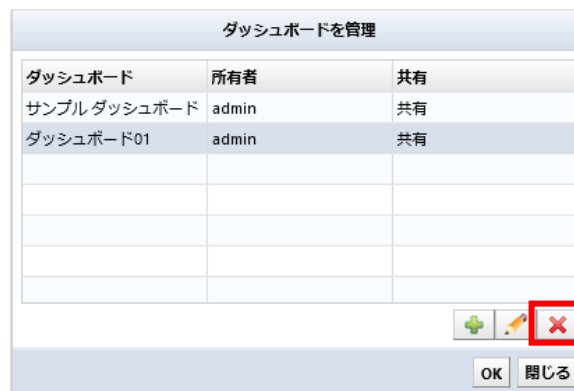 ダッシュボードを管理
ダッシュボード 所有者 共有
サンプル ダッシュボード admin 共有
ダッシュボード01 admin 共有
OK 閉じる